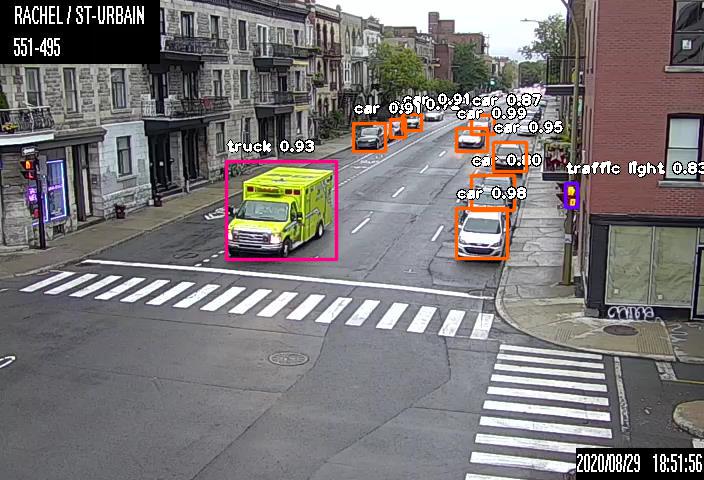 RACHEL / ST-URBAIN
551-495
car 0.87
car 0.99
car 0.95
truck 0.93
car 0.80
traffic light 0.83
car 0.98
2020/08/29 18:51:56